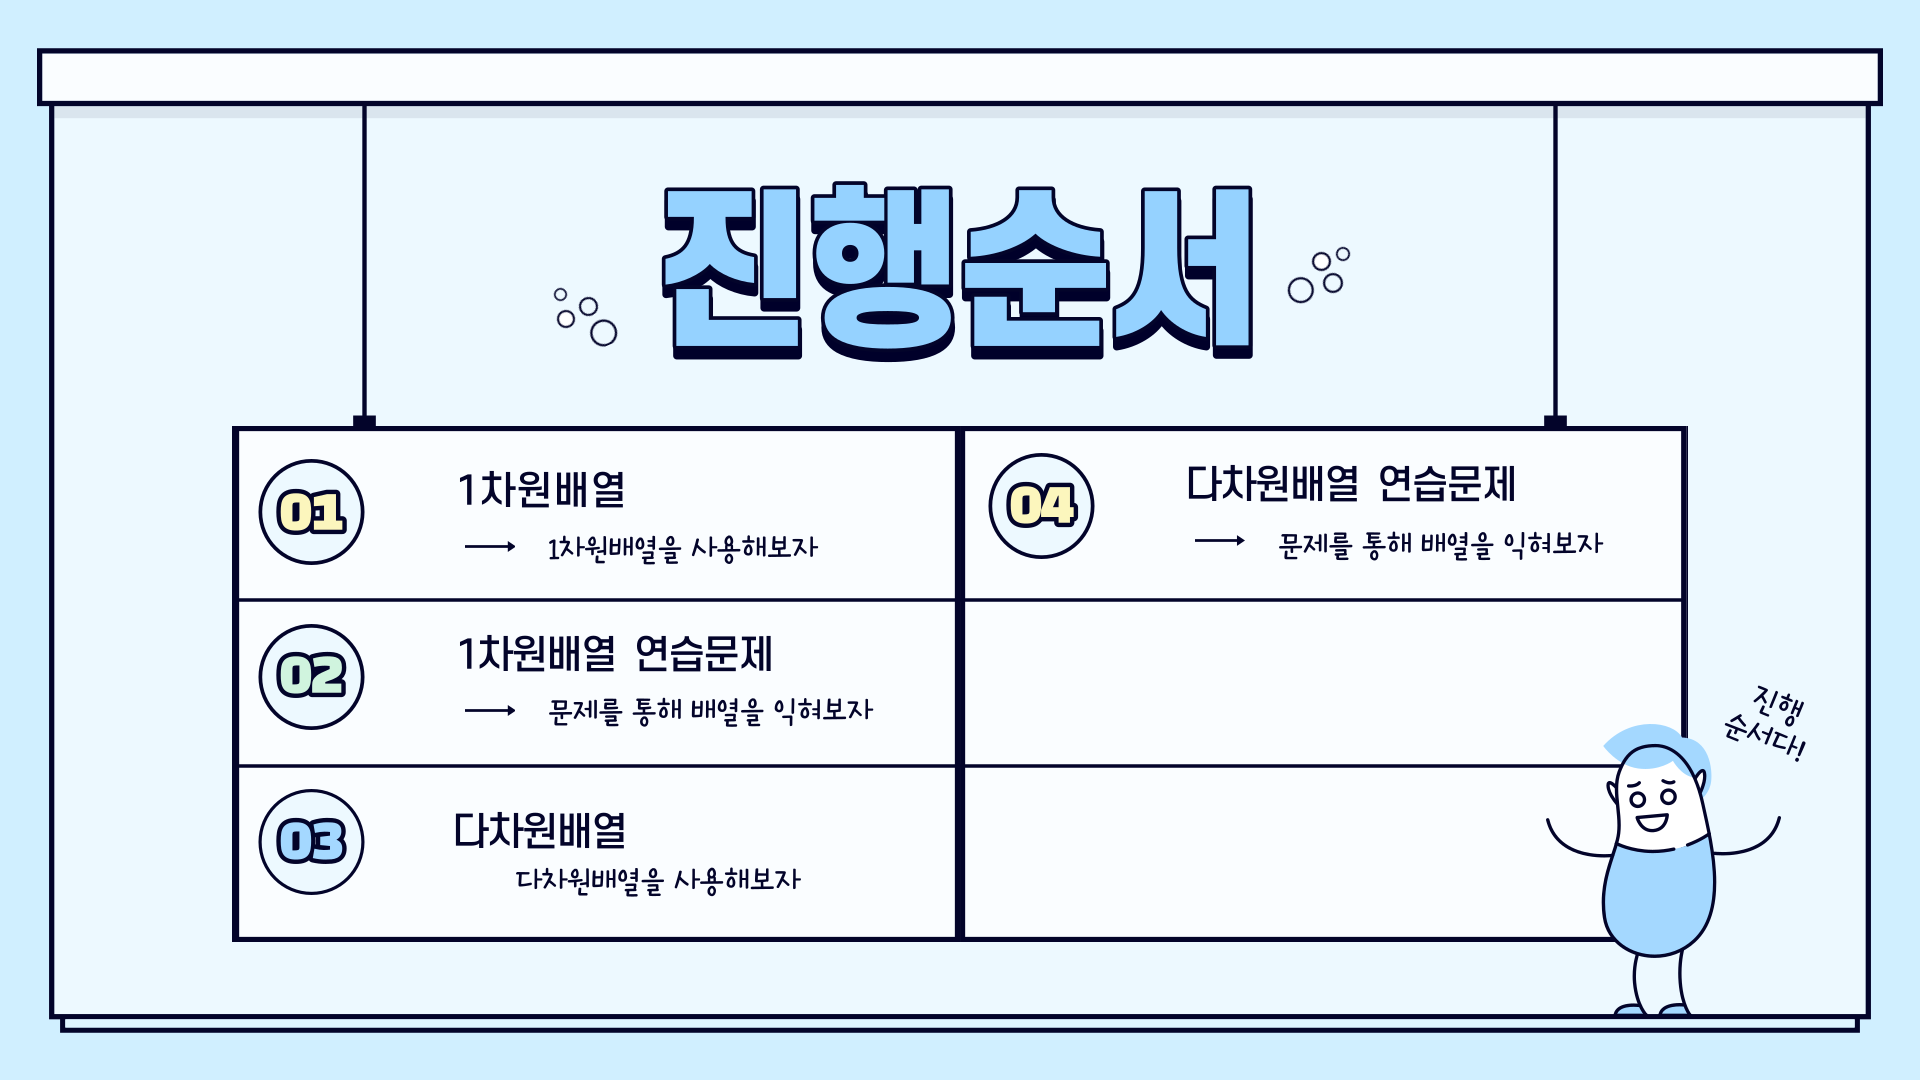 진행순서
01
1차원배열
1차원배열을 사용해보자
02
1차원배열 연습문제
문제를 통해 배열을 익혀보자
03
다차원배열
다차원배열을 사용해보자
04
다차원배열 연습문제
문제를 통해 배열을 익혀보자
진행
순서다!